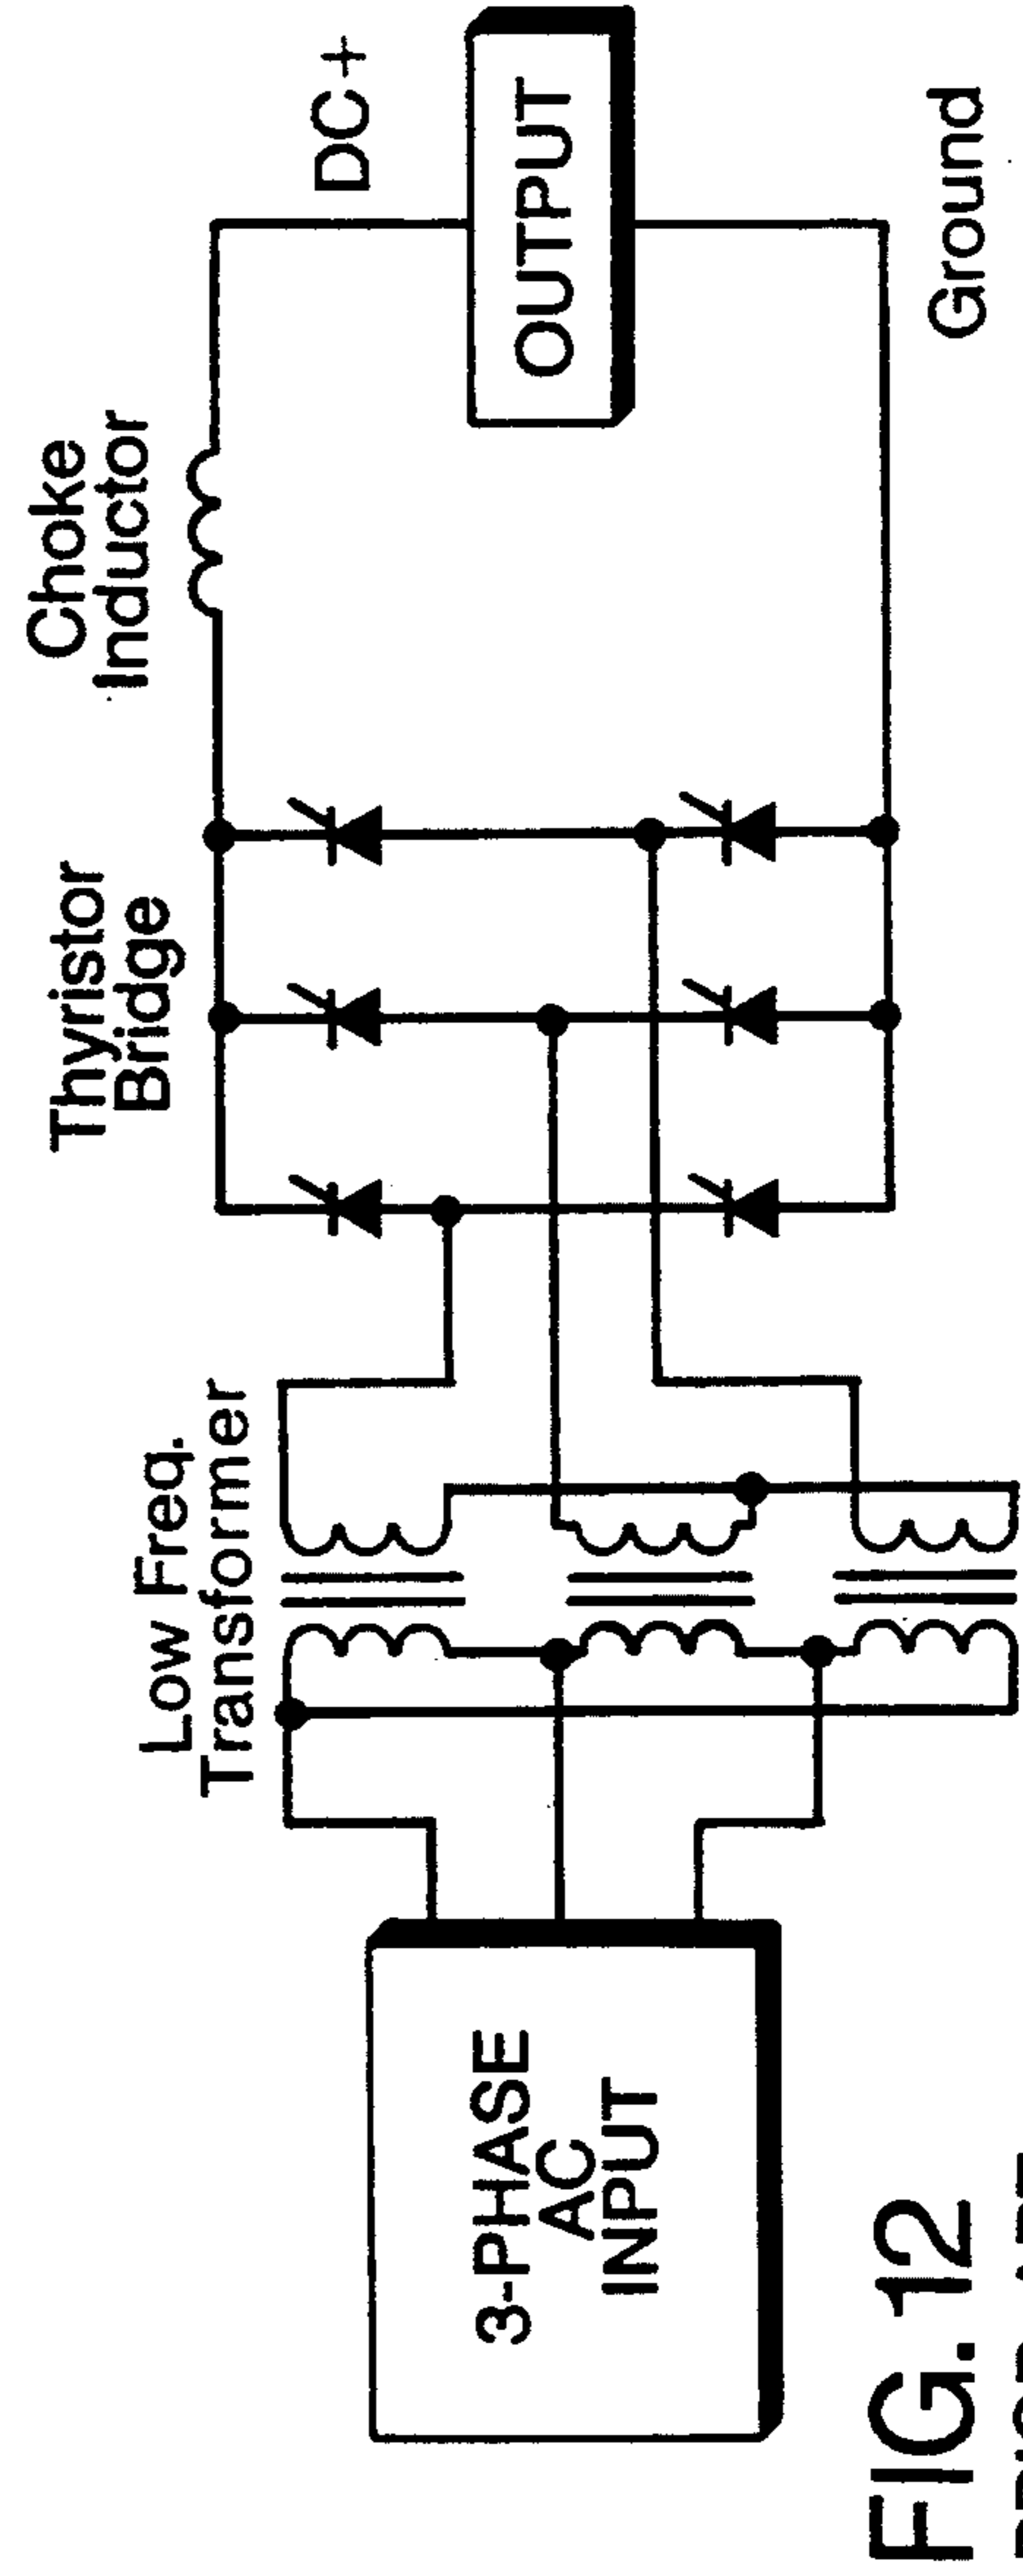 3-PHASE
AC
INPUT
Low Freq.
Transformer
Thyristor
Bridge
Choke
Inductor
DC+
OUTPUT
Ground
FIG. 12